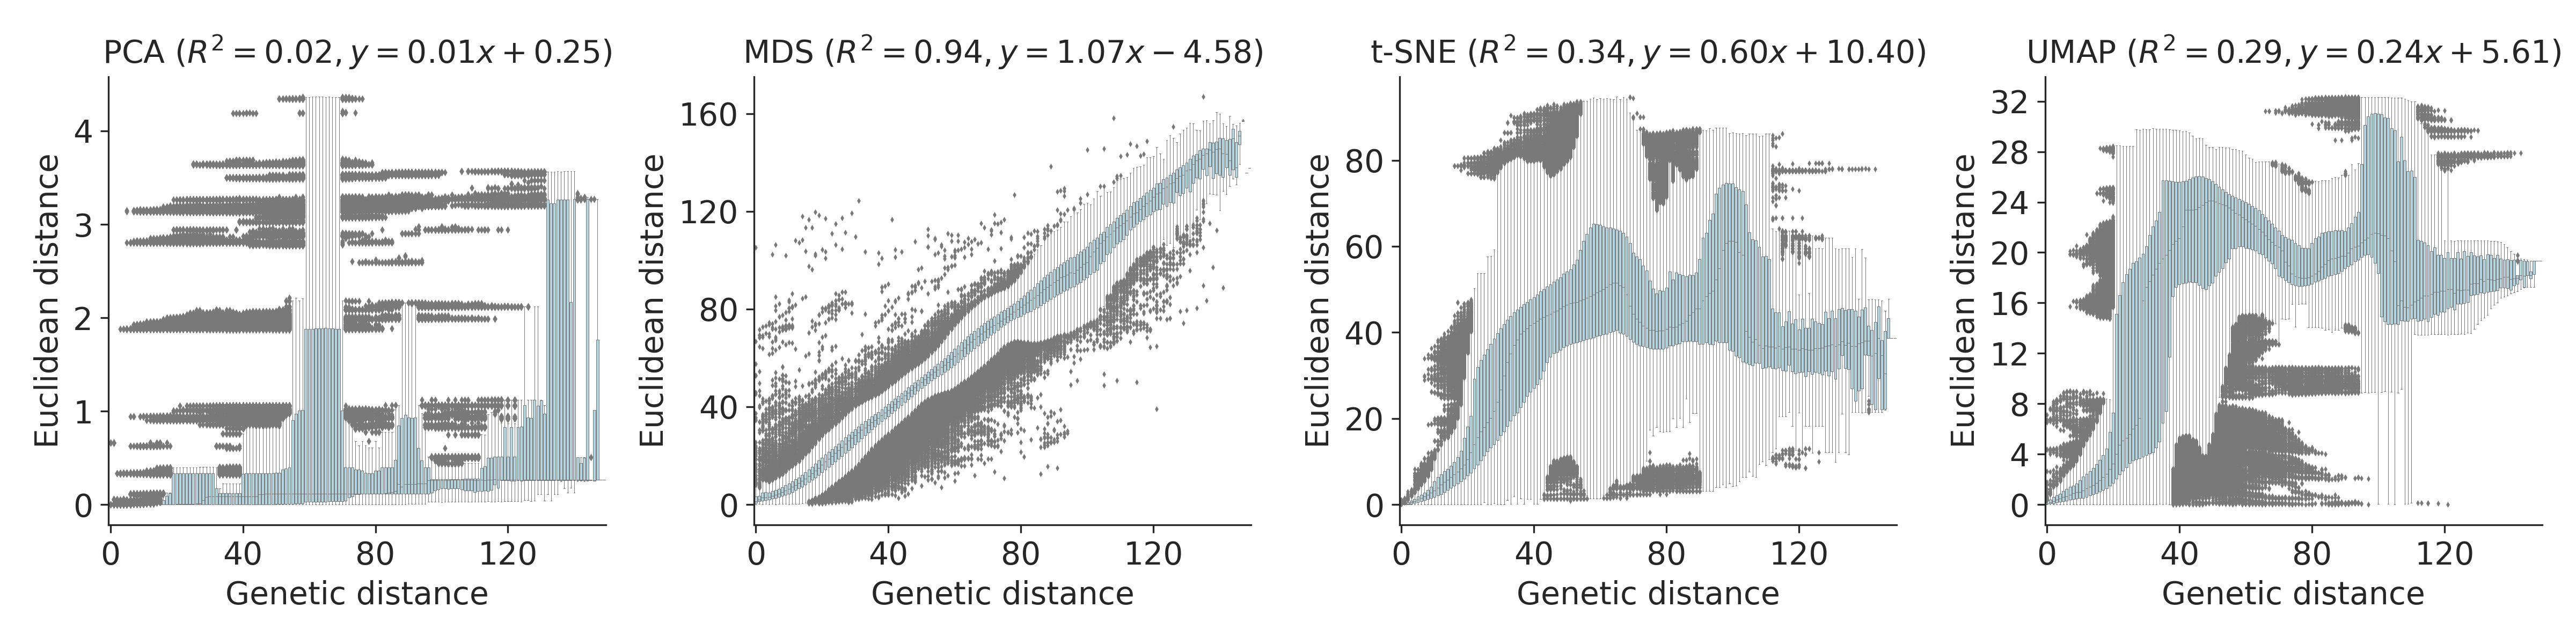 PCA (R² = 0.02, y = 0.01x + 0.25)
4
3
2
1
0
0 40 80 120
Euclidean distance
Genetic distance
MDS (R² = 0.94, y = 1.07x − 4.58)
160
120
80
40
0
0 40 80 120
Euclidean distance
Genetic distance
t-SNE (R² = 0.34, y = 0.60x + 10.40)
80
60
40
20
0
0 40 80 120
Euclidean distance
Genetic distance
UMAP (R² = 0.29, y = 0.24x + 5.61)
32
28
24
20
16
12
8
4
0
0 40 80 120
Euclidean distance
Genetic distance